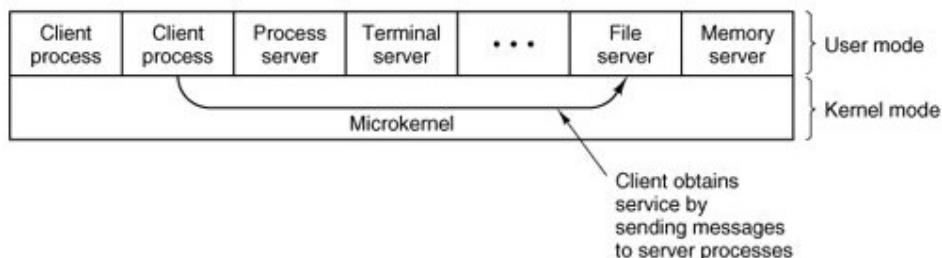 Client process
Client process
Process server
Terminal server
• • •
File server
Memory server
User mode
Microkernel
Kernel mode
Client obtains
service by
sending messages
to server processes